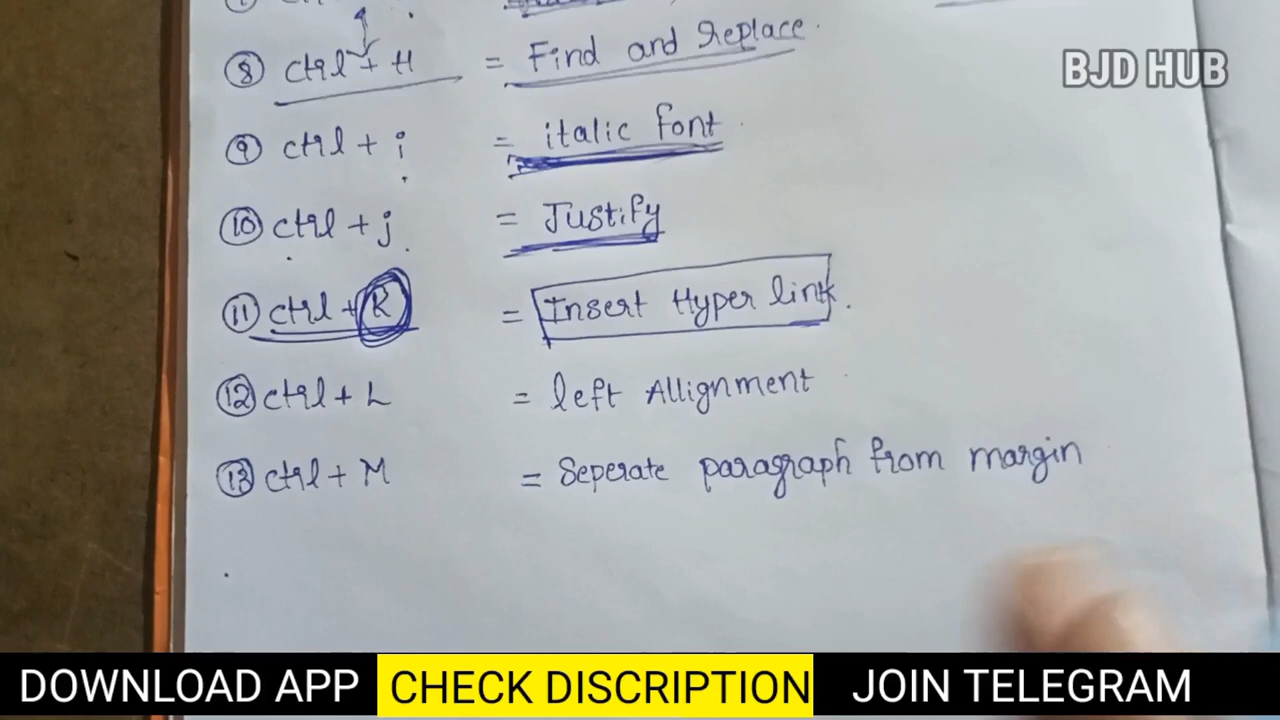 ⑧ ctrl + H = Find and replace.
BJD HUB
⑨ ctrl + i = italic font
⑩ ctrl + j = Justify
⑪ ctrl + K = Insert Hyper link.
⑫ ctrl + L = left Allignment
⑬ ctrl + M = Seperate paragraph from margin
DOWNLOAD APP CHECK DISCRIPTION JOIN TELEGRAM